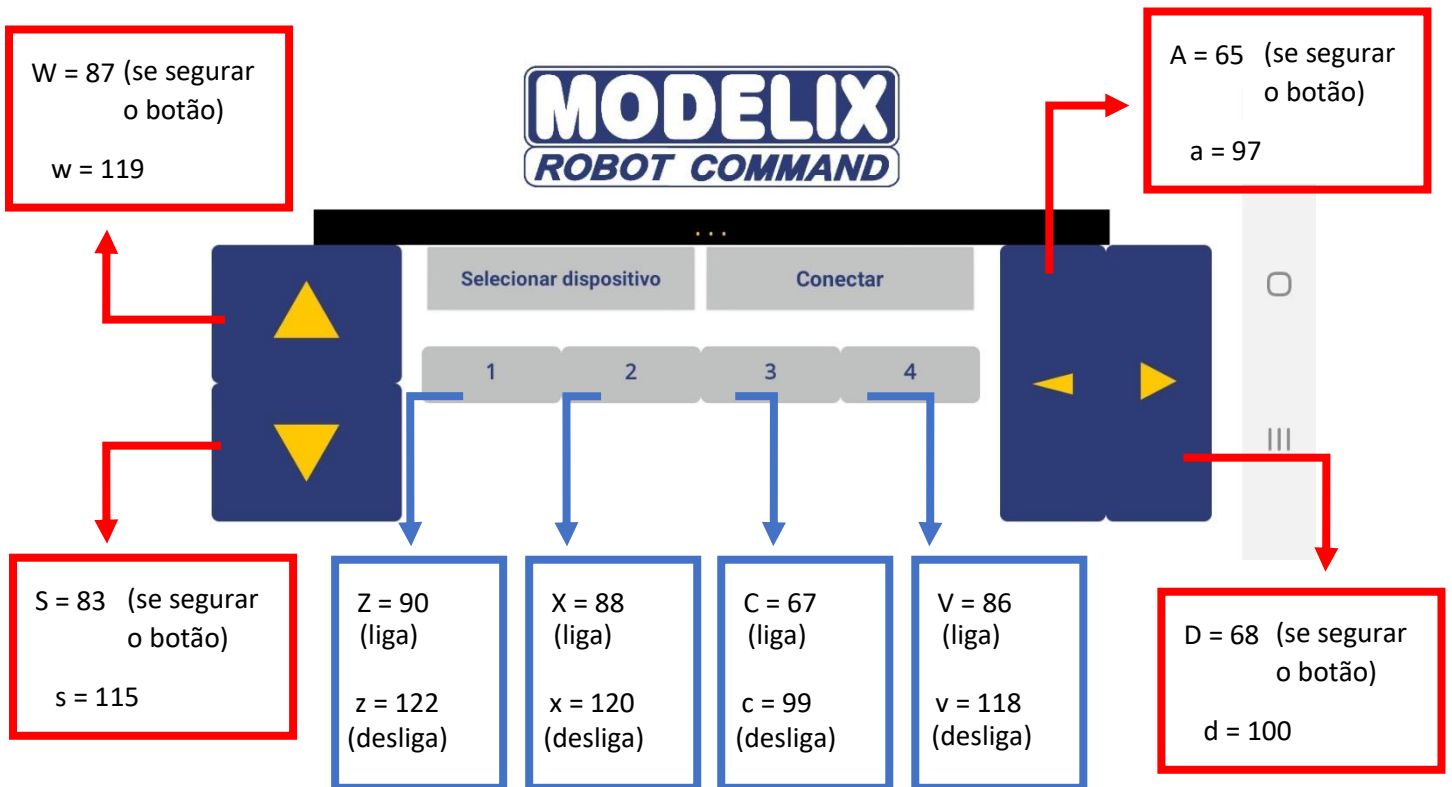 W = 87 (se segurar
o botão)
w = 119
MODELIX
ROBOT COMMAND
A = 65 (se segurar
o botão)
a = 97
...
Selecionar dispositivo
Conectar
1
2
3
4
S = 83 (se segurar
o botão)
s = 115
Z = 90
(liga)
z = 122
(desliga)
X = 88
(liga)
x = 120
(desliga)
C = 67
(liga)
c = 99
(desliga)
V = 86
(liga)
v = 118
(desliga)
D = 68 (se segurar
o botão)
d = 100